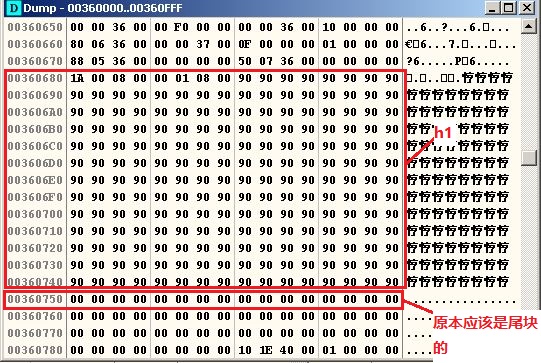 D Dump - 00360000..00360FFF
00360650 00 00 36 00 00 F0 00 00 00 00 36 00 10 00 00 00 ..6..?...6.□...
00360660 80 06 36 00 00 00 37 00 0F 00 00 00 01 00 00 00 €□6...7.□...□...
00360670 88 05 36 00 00 00 00 00 50 07 36 00 00 00 00 00 ?6.....P□6.....
00360680 1A 00 08 00 00 01 08 00 90 90 90 90 90 90 90 90 □.□..□□.
00360690 90 90 90 90 90 90 90 90 90 90 90 90 90 90 90 90
003606A0 90 90 90 90 90 90 90 90 90 90 90 90 90 90 90 90
003606B0 90 90 90 90 90 90 90 90 90 90 90 90 90 90 90 90
h1
003606C0 90 90 90 90 90 90 90 90 90 90 90 90 90 90 90 90
003606D0 90 90 90 90 90 90 90 90 90 90 90 90 90 90 90 90
003606E0 90 90 90 90 90 90 90 90 90 90 90 90 90 90 90 90
003606F0 90 90 90 90 90 90 90 90 90 90 90 90 90 90 90 90
00360700 90 90 90 90 90 90 90 90 90 90 90 90 90 90 90 90
00360710 90 90 90 90 90 90 90 90 90 90 90 90 90 90 90 90
00360720 90 90 90 90 90 90 90 90 90 90 90 90 90 90 90 90
00360730 90 90 90 90 90 90 90 90 90 90 90 90 90 90 90 90
00360740 90 90 90 90 90 90 90 90 90 90 90 90 90 90 90 90
00360750 00 00 00 00 00 00 00 00 00 00 00 00 00 00 00 00 ................
00360760 00 00 00 00 00 00 00 00 00 00 00 00 00 00 00 00 ....
00360770 00 00 00 00 00 00 00 00 00 00 00 00 00 00 00 00 ....
00360780 00 00 00 00 00 00 00 00 10 1E 40 00 01 00 00 00 ....
原本应该是尾块
的